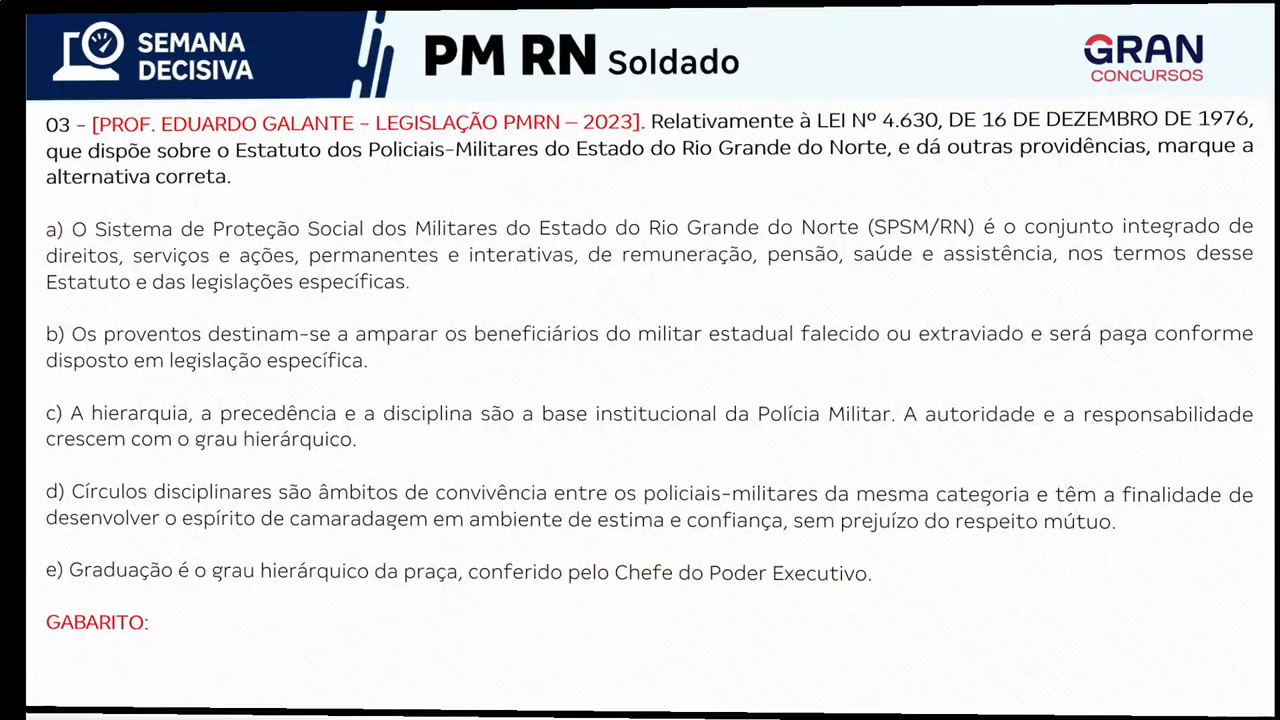 SEMANA
DECISIVA
PM RN Soldado
GRAN
CONCURSOS
03 - [PROF. EDUARDO GALANTE - LEGISLAÇÃO PMRN – 2023]. Relativamente à LEI Nº 4.630, DE 16 DE DEZEMBRO DE 1976,
que dispõe sobre o Estatuto dos Policiais-Militares do Estado do Rio Grande do Norte, e dá outras providências, marque a
alternativa correta.
a) O Sistema de Proteção Social dos Militares do Estado do Rio Grande do Norte (SPSM/RN) é o conjunto integrado de
direitos, serviços e ações, permanentes e interativas, de remuneração, pensão, saúde e assistência, nos termos desse
Estatuto e das legislações específicas.
b) Os proventos destinam-se a amparar os beneficiários do militar estadual falecido ou extraviado e será paga conforme
disposto em legislação específica.
c) A hierarquia, a precedência e a disciplina são a base institucional da Polícia Militar. A autoridade e a responsabilidade
crescem com o grau hierárquico.
d) Círculos disciplinares são âmbitos de convivência entre os policiais-militares da mesma categoria e têm a finalidade de
desenvolver o espírito de camaradagem em ambiente de estima e confiança, sem prejuízo do respeito mútuo.
e) Graduação é o grau hierárquico da praça, conferido pelo Chefe do Poder Executivo.
GABARITO: